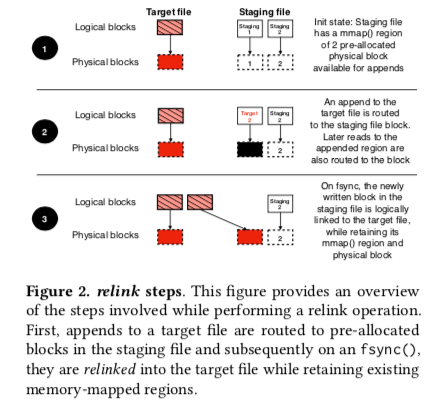 Target file
Staging file
Logical blocks
Staging 1
Staging 2
Init state: Staging file
has a mmap() region
of 2 pre-allocated
physical block
available for appends
1
Physical blocks
1
2
Logical blocks
Target 2
Staging 2
An append to the
target file is routed
to the staging file block.
Later reads to the
appended region are
also routed to the block
2
Physical blocks
2
Logical blocks
Staging 2
On fsync, the newly
written block in the
staging file is logically
linked to the target file,
while retaining its
mmap() region and
physical block
3
Physical blocks
2
Figure 2. relink steps. This figure provides an overview
of the steps involved while performing a relink operation.
First, appends to a target file are routed to pre-allocated
blocks in the staging file and subsequently on an fsync(),
they are relinked into the target file while retaining existing
memory-mapped regions.